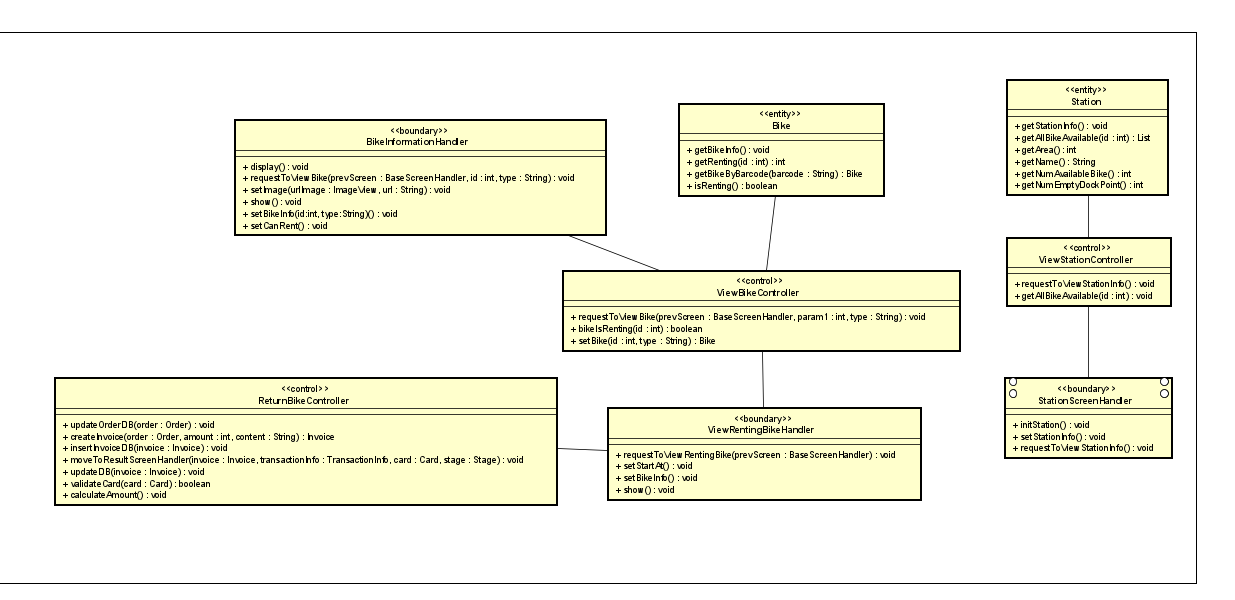 <<boundary>>
BikeInformationHandler
+ display() : void
+ requestToViewBike(prevScreen : BaseScreenHandler, id : int, type : String) : void
+ setImage(urlImage : ImageView, url : String) : void
+ show() : void
+ setBikeInfo(id:int, type:String)() : void
+ setCanRent() : void
<<entity>>
Bike
+ getBikeInfo() : void
+ getRenting(id : int) : int
+ getBikeByBarcode(barcode : String) : Bike
+ isRenting() : boolean
<<entity>>
Station
+ getStationInfo() : void
+ getAllBikeAvailable(id : int) : List
+ getArea() : int
+ getName() : String
+ getNumAvailableBike() : int
+ getNumEmptyDockPoint() : int
<<control>>
ViewBikeController
+ requestToViewBike(prevScreen : BaseScreenHandler, param1 : int, type : String) : void
+ bikeIsRenting(id : int) : boolean
+ setBike(id : int, type : String) : Bike
<<control>>
ViewStationController
+ requestToViewStationInfo() : void
+ getAllBikeAvailable(id : int) : void
<<control>>
ReturnBikeController
+ updateOrderDB(order : Order) : void
+ createInvoice(order : Order, amount : int, content : String) : Invoice
+ insertInvoiceDB(invoice : Invoice) : void
+ moveToResultScreenHandler(invoice : Invoice, transactionInfo : TransactionInfo, card : Card, stage : Stage) : void
+ updateDB(invoice : Invoice) : void
+ validateCard(card : Card) : boolean
+ calculateAmount() : void
<<boundary>>
ViewRentingBikeHandler
+ requestToViewRentingBike(prevScreen : BaseScreenHandler) : void
+ setStartAt() : void
+ setBikeInfo() : void
+ show() : void
<<boundary>>
StationScreenHandler
+ initStation() : void
+ setStationInfo() : void
+ requestToViewStationInfo() : void